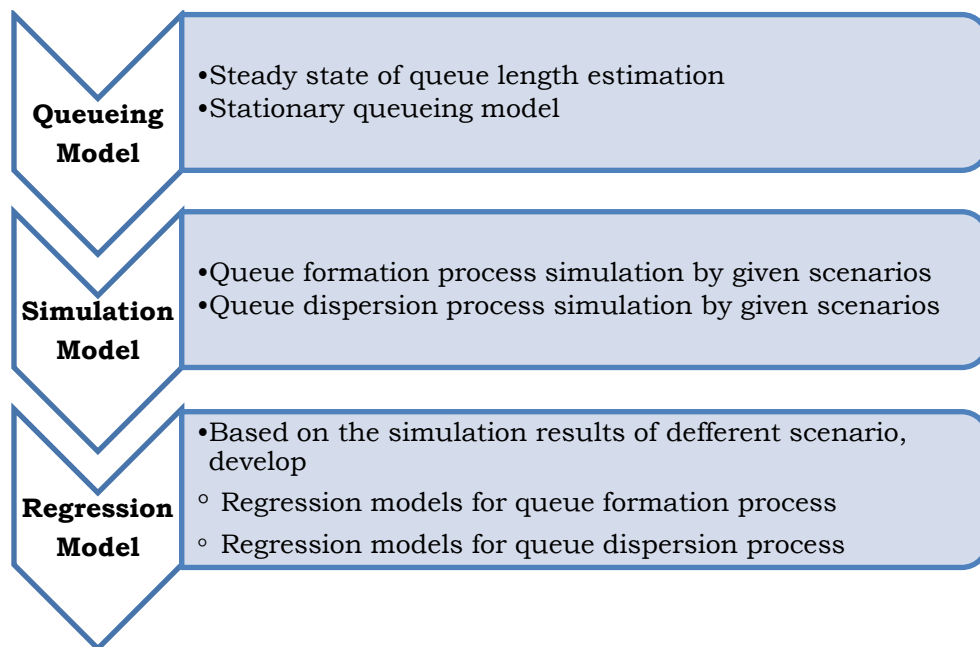 Queueing
Model
•Steady state of queue length estimation
•Stationary queueing model
Simulation
Model
•Queue formation process simulation by given scenarios
•Queue dispersion process simulation by given scenarios
Regression
Model
•Based on the simulation results of defferent scenario,
develop
◦ Regression models for queue formation process
◦ Regression models for queue dispersion process